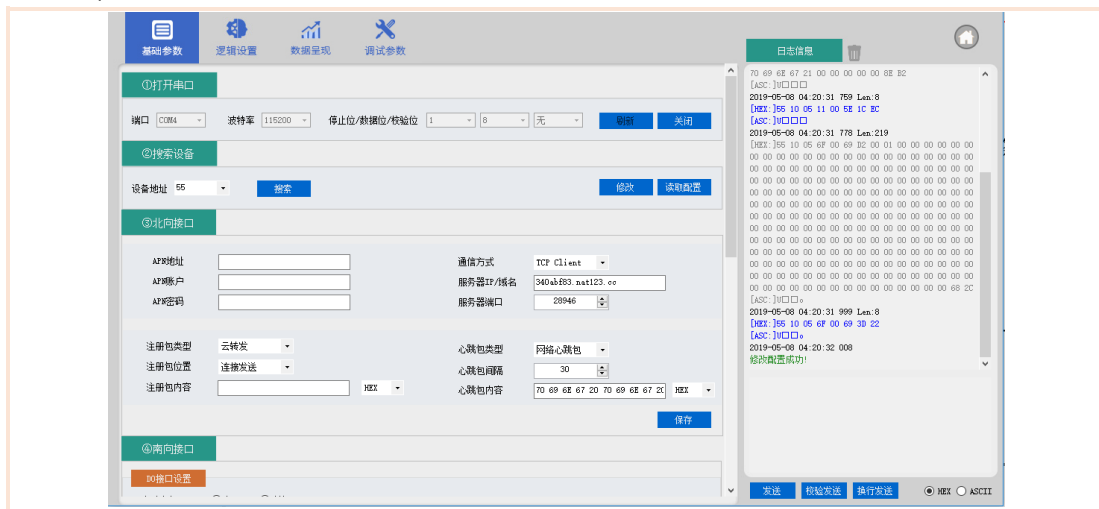 基础参数 逻辑设置 数据呈现 调试参数
①打开串口
端口 COM4 波特率 115200 停止位/数据位/校验位 1 8 无 刷新 关闭
②搜索设备
设备地址 55 搜索 修改 读取配置
③北向接口
APN地址 通信方式 TCP Client
APN账户 服务器IP/域名 340abf83.nat123.cc
APN密码 服务器端口 28946
注册包类型 云转发 心跳包类型 网络心跳包
注册包位置 连接发送 心跳包间隔 30
注册包内容 HEX 心跳包内容 70 69 6E 67 20 70 69 6E 67 2( HEX
保存
④南向接口
DO接口设置
日志信息
70 69 6E 67 21 00 00 00 00 00 8E B2
[ASC:]U□□□
2019-05-08 04:20:31 759 Len:8
[HEX:]55 10 05 11 00 5E 1C EC
[ASC:]U□□□
2019-05-08 04:20:31 778 Len:219
[HEX:]55 10 05 6F 00 69 D2 00 01 00 00 00 00 00 00
00 00 00 00 00 00 00 00 00 00 00 00 00 00 00 00 00
00 00 00 00 00 00 00 00 00 00 00 00 00 00 00 00 00
00 00 00 00 00 00 00 00 00 00 00 00 00 00 00 00 00
00 00 00 00 00 00 00 00 00 00 00 00 00 00 00 00 00
00 00 00 00 00 00 00 00 00 00 00 00 00 00 00 00 00
00 00 00 00 00 00 00 00 00 00 00 00 00 00 00 00 00
00 00 00 00 00 00 00 00 00 00 00 00 00 00 00 00 00
00 00 00 00 00 00 00 00 00 00 00 00 00 00 00 00 00
00 00 00 00 00 00 00 00 00 00 00 00 00 00 00 00 00
00 00 00 00 00 00 00 00 00 00 00 00 00 00 00 00 00
00 00 00 00 00 00 00 00 00 00 00 00 00 00 00 00 00
00 00 00 00 00 00 00 00 00 00 00 00 00 00 00 68 2C
[ASC:]U□□o
2019-05-08 04:20:31 999 Len:8
[HEX:]55 10 05 6F 00 69 3D 22
[ASC:]U□□o
2019-05-08 04:20:32 008
修改配置成功!
发送 校验发送 换行发送 HEX ASCII